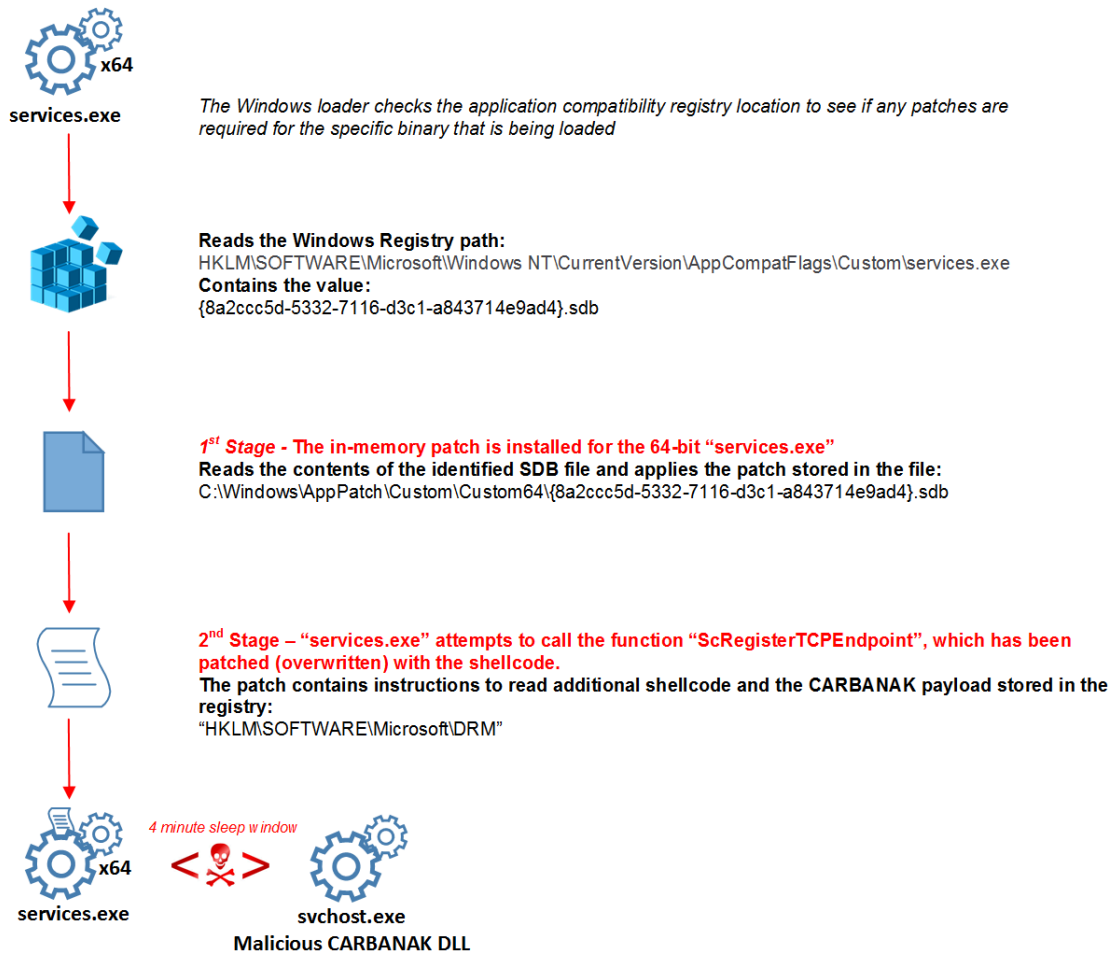 x64
services.exe
The Windows loader checks the application compatibility registry location to see if any patches are
required for the specific binary that is being loaded
Reads the Windows Registry path:
HKLM\SOFTWARE\Microsoft\Windows NT\CurrentVersion\AppCompatFlags\Custom\services.exe
Contains the value:
{8a2ccc5d-5332-7116-d3c1-a843714e9ad4}.sdb
1st Stage - The in-memory patch is installed for the 64-bit “services.exe”
Reads the contents of the identified SDB file and applies the patch stored in the file:
C:\Windows\AppPatch\Custom\Custom64\{8a2ccc5d-5332-7116-d3c1-a843714e9ad4}.sdb
2nd Stage – “services.exe” attempts to call the function “ScRegisterTCPEndpoint”, which has been
patched (overwritten) with the shellcode.
The patch contains instructions to read additional shellcode and the CARBANAK payload stored in the
registry:
“HKLM\SOFTWARE\Microsoft\DRM”
4 minute sleep window
x64
services.exe
svchost.exe
Malicious CARBANAK DLL